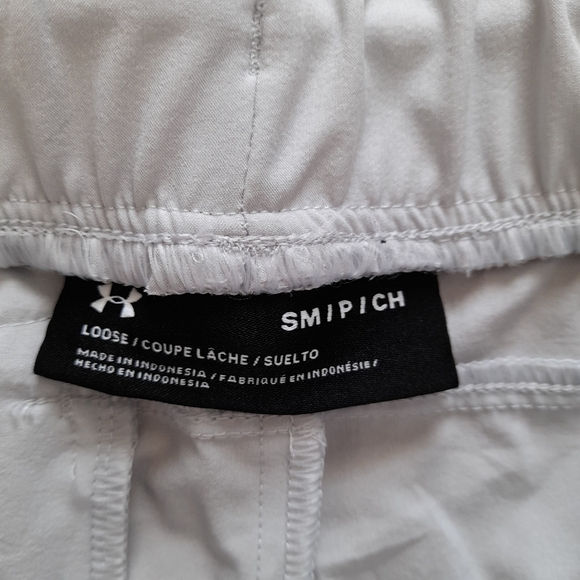 SM / P / CH
LOOSE / COUPE LÂCHE / SUELTO
MADE IN INDONESIA / FABRIQUÉ EN INDONÉSIE /
HECHO EN INDONESIA